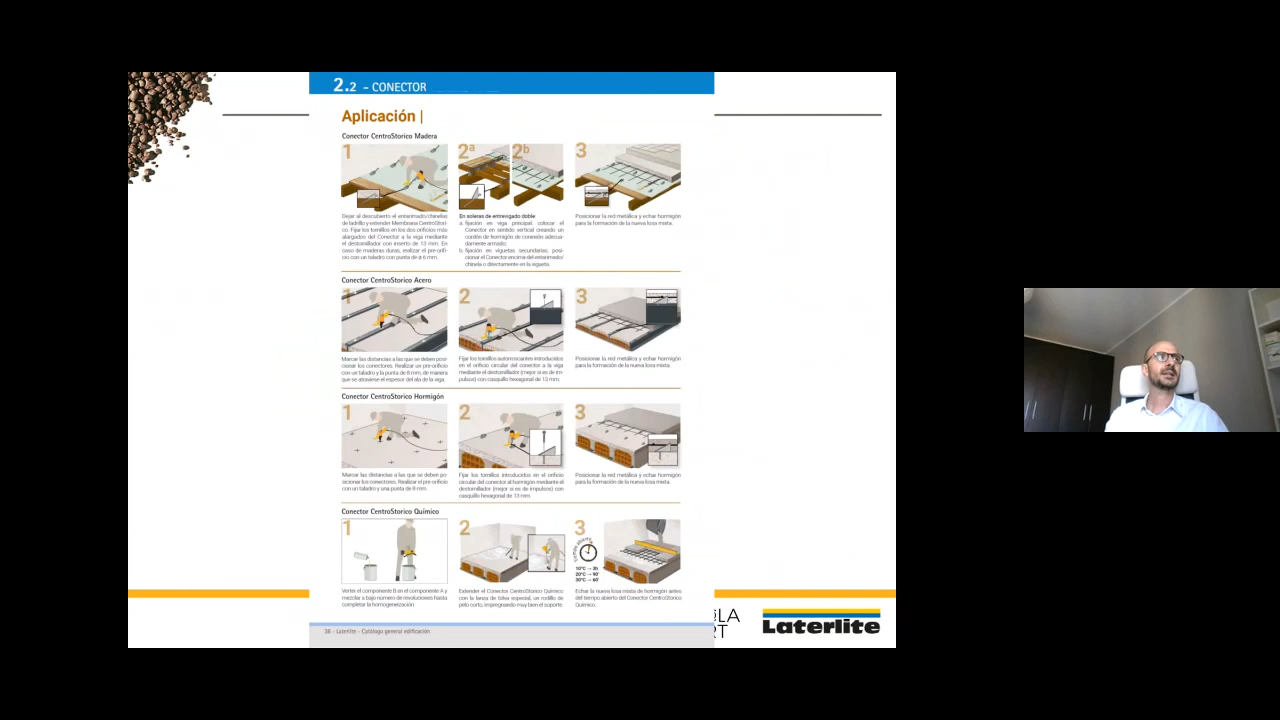 2.2 - CONECTOR
Aplicación |
Conector CentroStorico Madera
1
2a
2b
3
Dejar al descubierto el entarimado/chinelas
de ladrillo y extender Membrana CentroStori-
co. Fijar los tornillos en los dos orificios más
alargados del Conector a la viga mediante
el destornillador con inserto de 13 mm. En
caso de maderas duras, realizar el pre-orifi-
cio con un taladro con punta de ø 6 mm.
En soleras de entrevigado doble:
a. fijación en viga principal: colocar el
Conector en sentido vertical creando un
cordón de hormigón de conexión adecua-
damente armado;
b. fijación en viguetas secundarias, posi-
cionar el Conector encima del entarimado/
chinela o directamente en la vigueta.
Posicionar la red metálica y echar hormigón
para la formación de la nueva losa mixta.
Conector CentroStorico Acero
1
2
3
Marcar las distancias a las que se deben posi-
cionar los conectores. Realizar un pre-orificio
con un taladro y la punta de 8 mm, de manera
que se atraviese el espesor del ala de la viga.
Fijar los tornillos autorroscantes introducidos
en el orificio circular del conector a la viga
mediante el destornillador (mejor si es de im-
pulsos) con casquillo hexagonal de 13 mm.
Posicionar la red metálica y echar hormigón
para la formación de la nueva losa mixta.
Conector CentroStorico Hormigón
1
2
3
Marcar las distancias a las que se deben po-
sicionar los conectores. Realizar el pre-orificio
con un taladro y una punta de 8 mm.
Fijar los tornillos introducidos en el orificio
circular del conector al hormigón mediante el
destornillador (mejor si es de impulsos) con
casquillo hexagonal de 13 mm.
Posicionar la red metálica y echar hormigón
para la formación de la nueva losa mixta.
Conector CentroStorico Químico
1
2
3
Tiempo abierto
10°C → 3h
20°C → 90'
30°C → 60'
Verter el componente B en el componente A y
mezclar a bajo número de revoluciones hasta
completar la homogeneización
Extender el Conector CentroStorico Químico
con la lanza de tolva especial, un rodillo de
pelo corto, impregnando muy bien el soporte.
Echar la nueva losa mixta de hormigón antes
del tiempo abierto del Conector CentroStorico
Químico.
38 - Laterlite - Catálogo general edificación
LA
RT
Laterlite